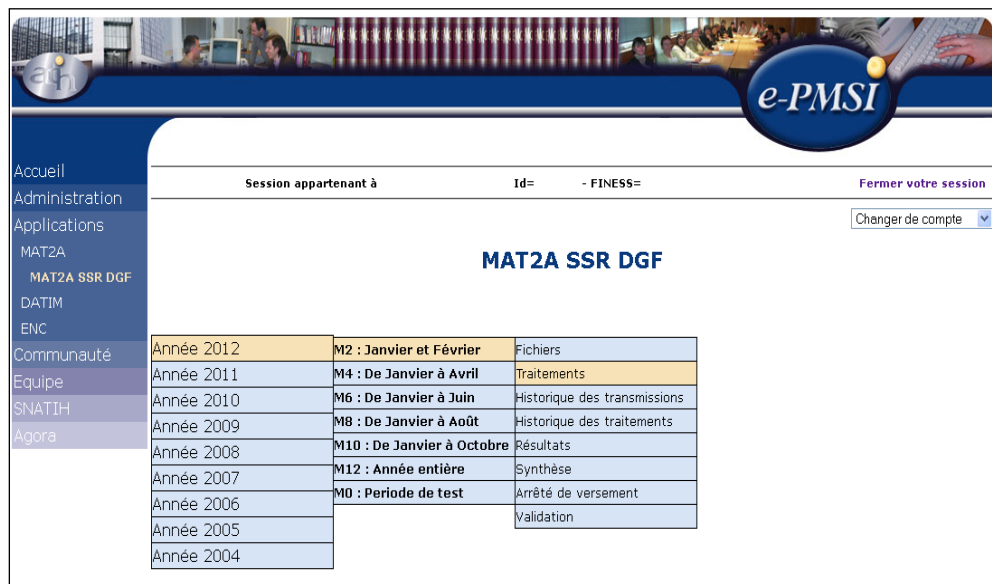 atih
e-PMSI
Accueil
Administration
Applications
MAT2A
MAT2A SSR DGF
DATIM
ENC
Communauté
Equipe
SNATIH
Agora
Session appartenant à Id= - FINESS= Fermer votre session
Changer de compte
MAT2A SSR DGF
Année 2012
Année 2011
Année 2010
Année 2009
Année 2008
Année 2007
Année 2006
Année 2005
Année 2004
M2 : Janvier et Février
M4 : De Janvier à Avril
M6 : De Janvier à Juin
M8 : De Janvier à Août
M10 : De Janvier à Octobre
M12 : Année entière
M0 : Periode de test
Fichiers
Traitements
Historique des transmissions
Historique des traitements
Résultats
Synthèse
Arrêté de versement
Validation